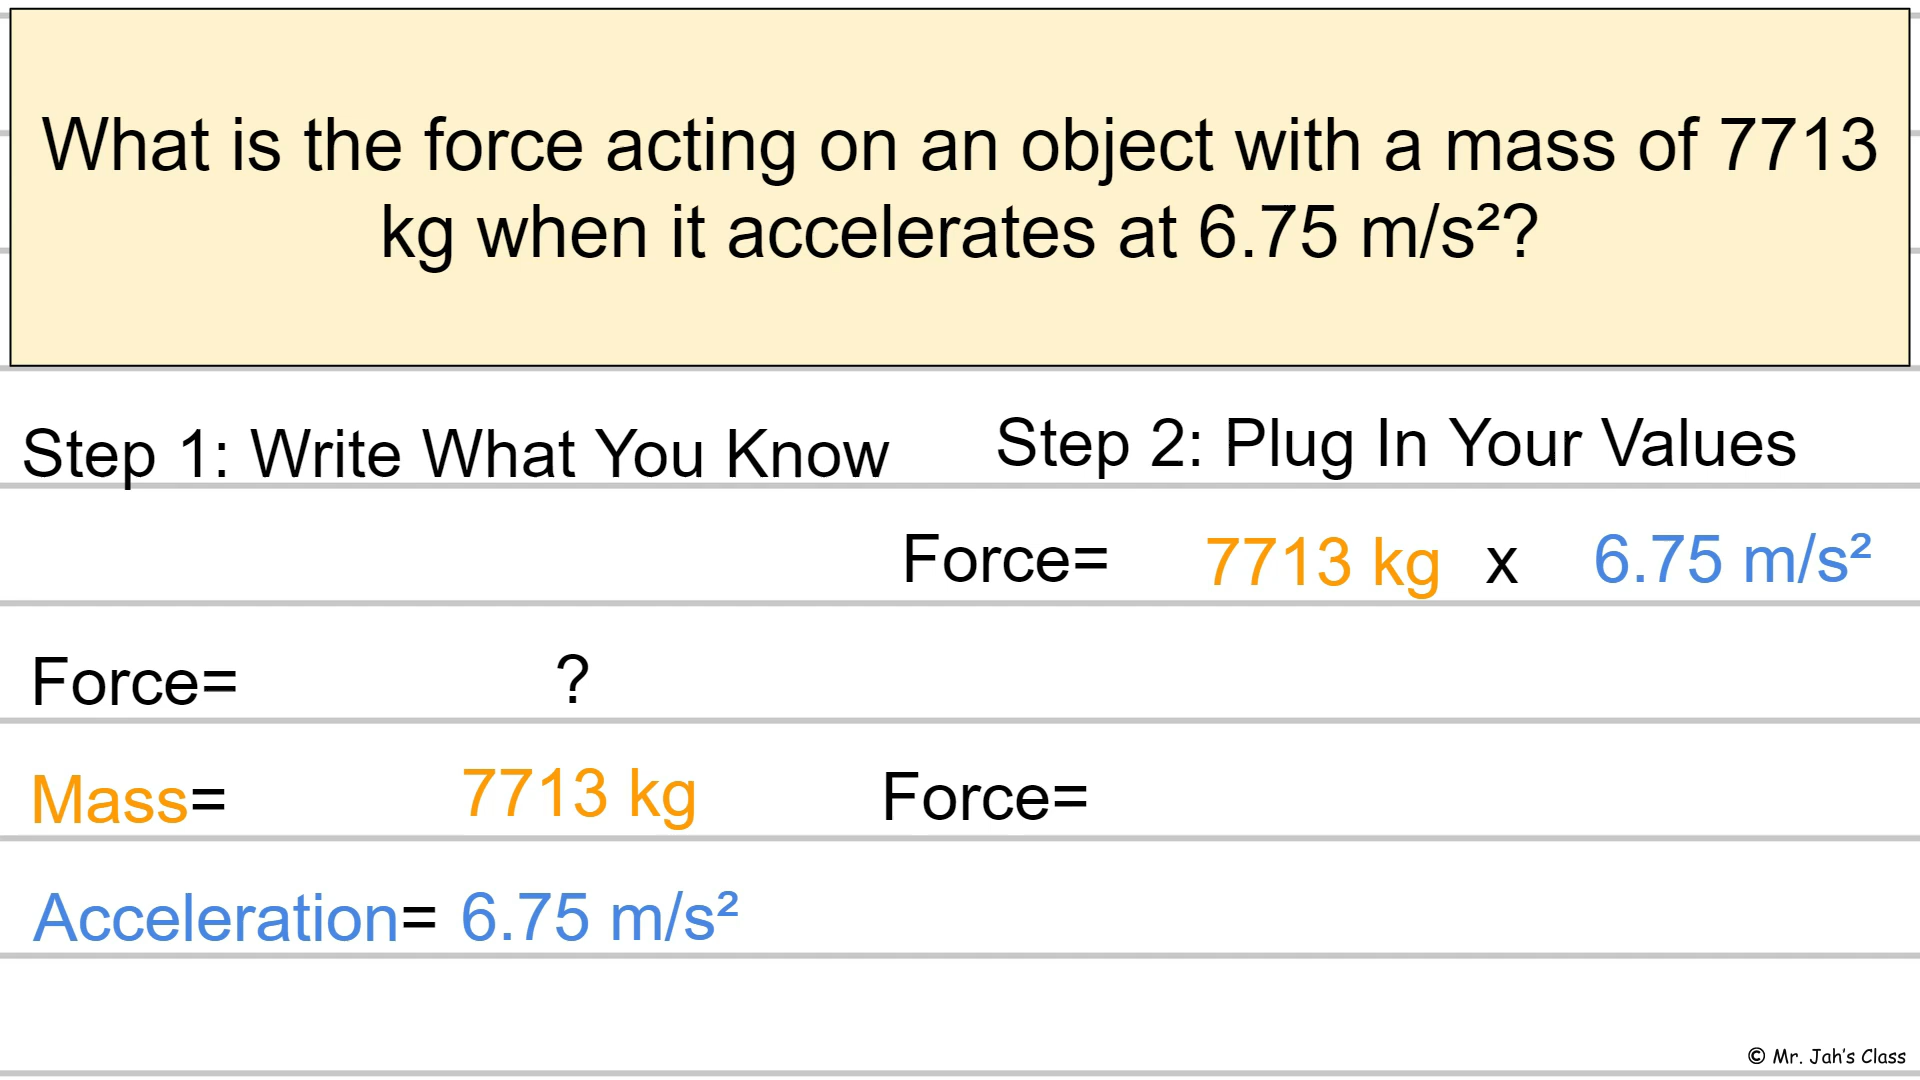 What is the force acting on an object with a mass of 7713
kg when it accelerates at 6.75 m/s²?
Step 1: Write What You Know
Force= ?
Mass= 7713 kg
Acceleration= 6.75 m/s²
Step 2: Plug In Your Values
Force= 7713 kg x 6.75 m/s²
Force=
© Mr. Jah's Class